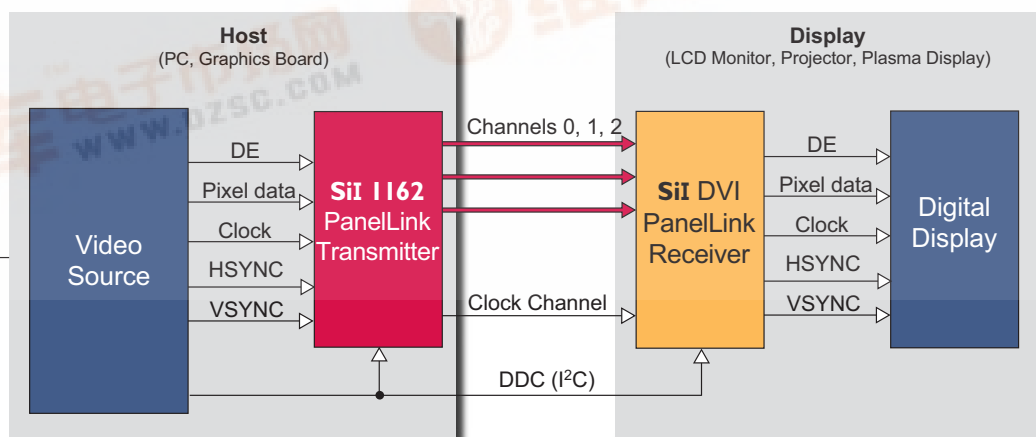 Host
(PC, Graphics Board)
Display
(LCD Monitor, Projector, Plasma Display)
WWW.DZSC.COM
Video
Source
DE
Pixel data
Clock
HSYNC
VSYNC
SiI 1162
PanelLink
Transmitter
Channels 0, 1, 2
Clock Channel
DDC (I²C)
SiI DVI
PanelLink
Receiver
DE
Pixel data
Clock
HSYNC
VSYNC
Digital
Display